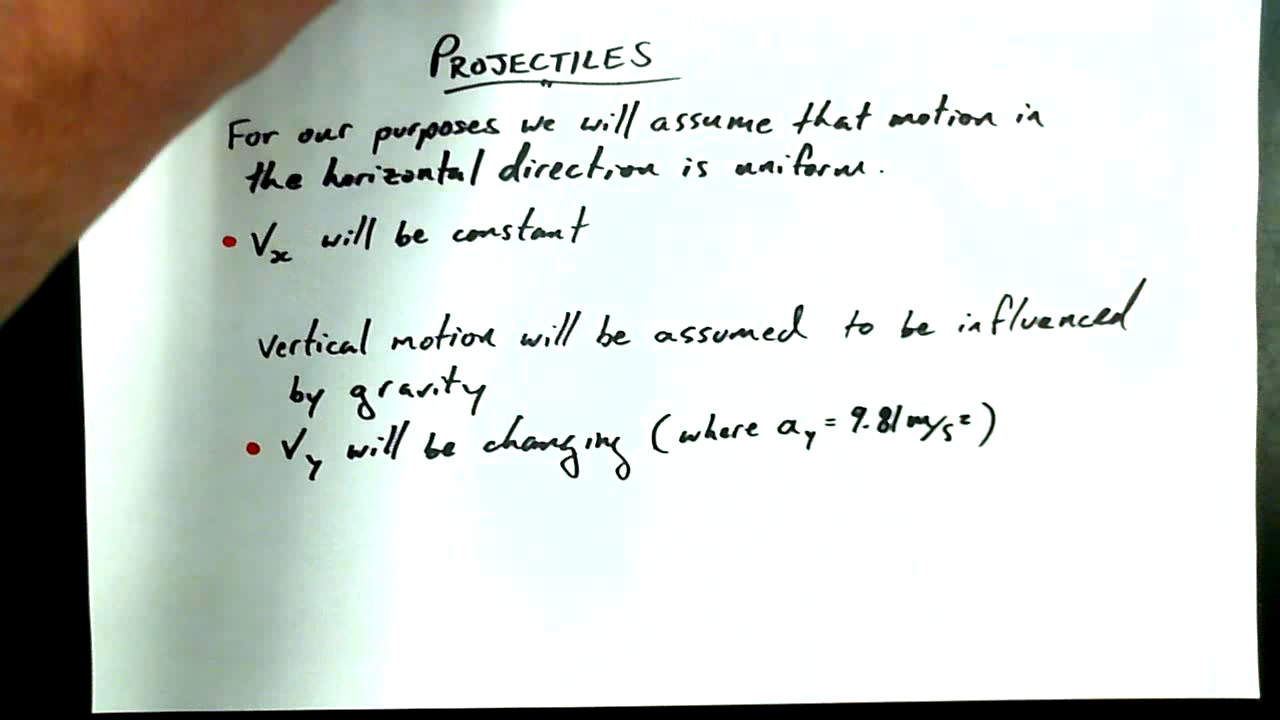 PROJECTILES
For our purposes we will assume that motion in
the horizontal direction is uniform.
• Vx will be constant
Vertical motion will be assumed to be influenced
by gravity
• Vy will be changing (where ay = 9.81 m/s²)